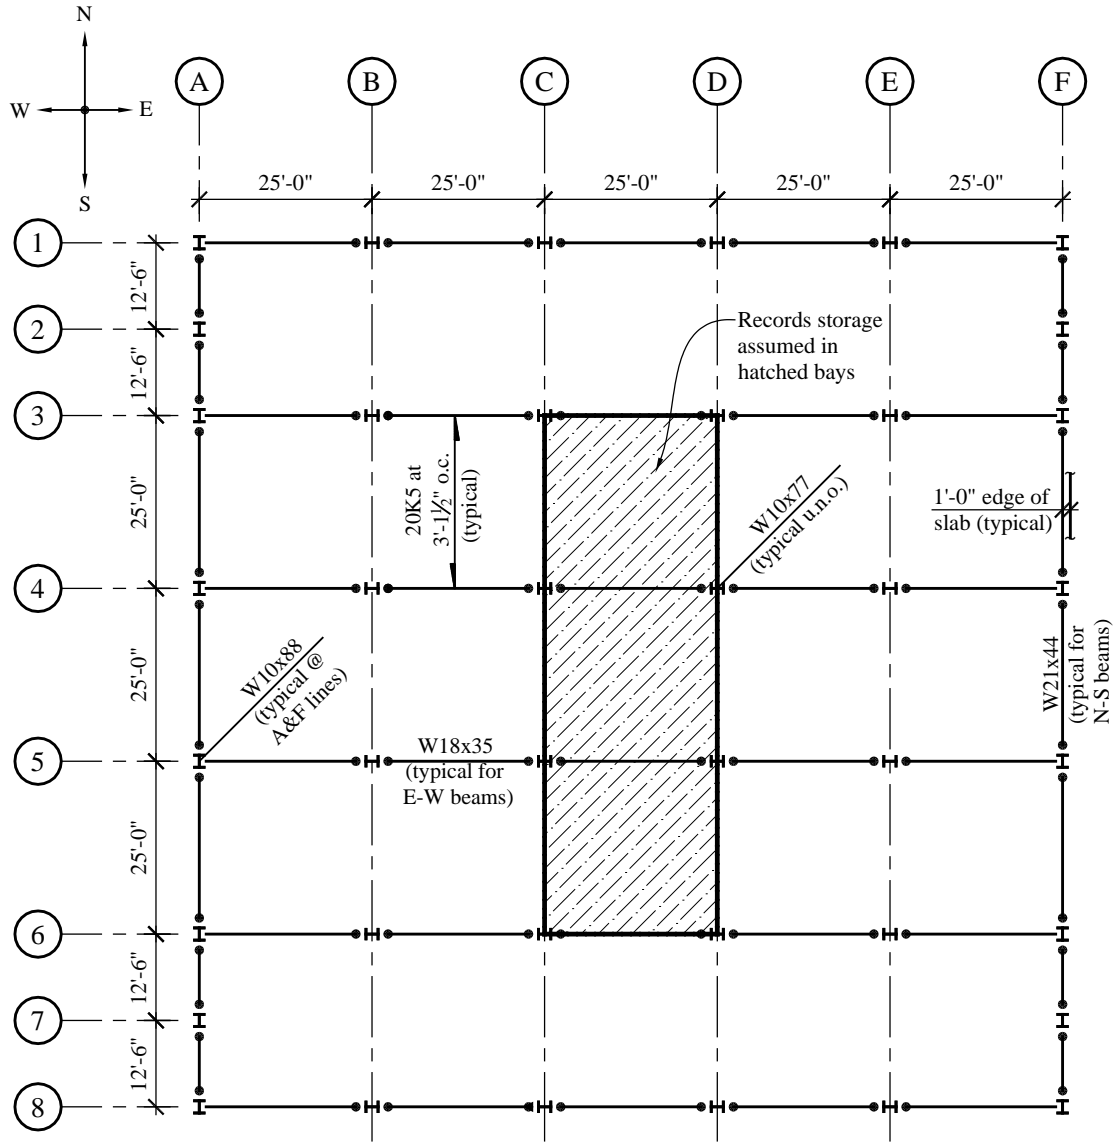 N
W E
S
A B C D E F
25'-0" 25'-0" 25'-0" 25'-0" 25'-0"
1
12'-6"
2
12'-6"
3
25'-0"
4
25'-0"
5
25'-0"
6
12'-6"
7
12'-6"
8
Records storage
assumed in
hatched bays
20K5 at
3'-1½" o.c.
(typical)
W10x77
(typical u.n.o.)
1'-0" edge of
slab (typical)
W10x88
(typical @
A&F lines)
W18x35
(typical for
E-W beams)
W21x44
(typical for
N-S beams)